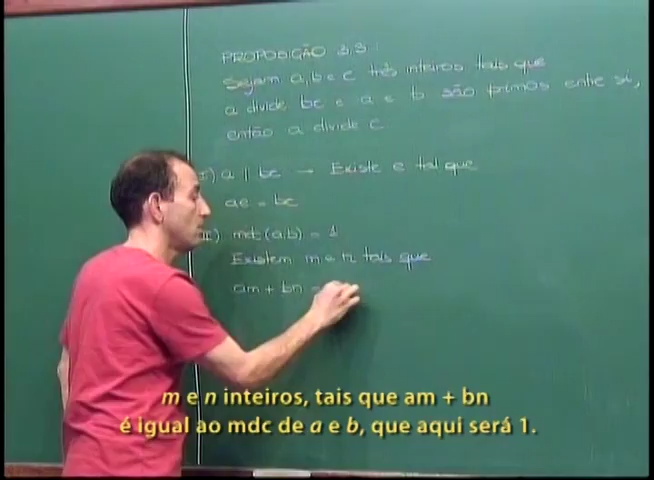 PROPOSIÇÃO 3.3:
Sejam a, b e c três inteiros tais que
a divide bc e a e b são primos entre si,
então a divide c
I) a || bc → Existe e tal que
ae = bc
II) mdc (a,b) = 1
Existem m e n tais que
am + bn =
m e n inteiros, tais que am + bn
é igual ao mdc de a e b, que aqui será 1.